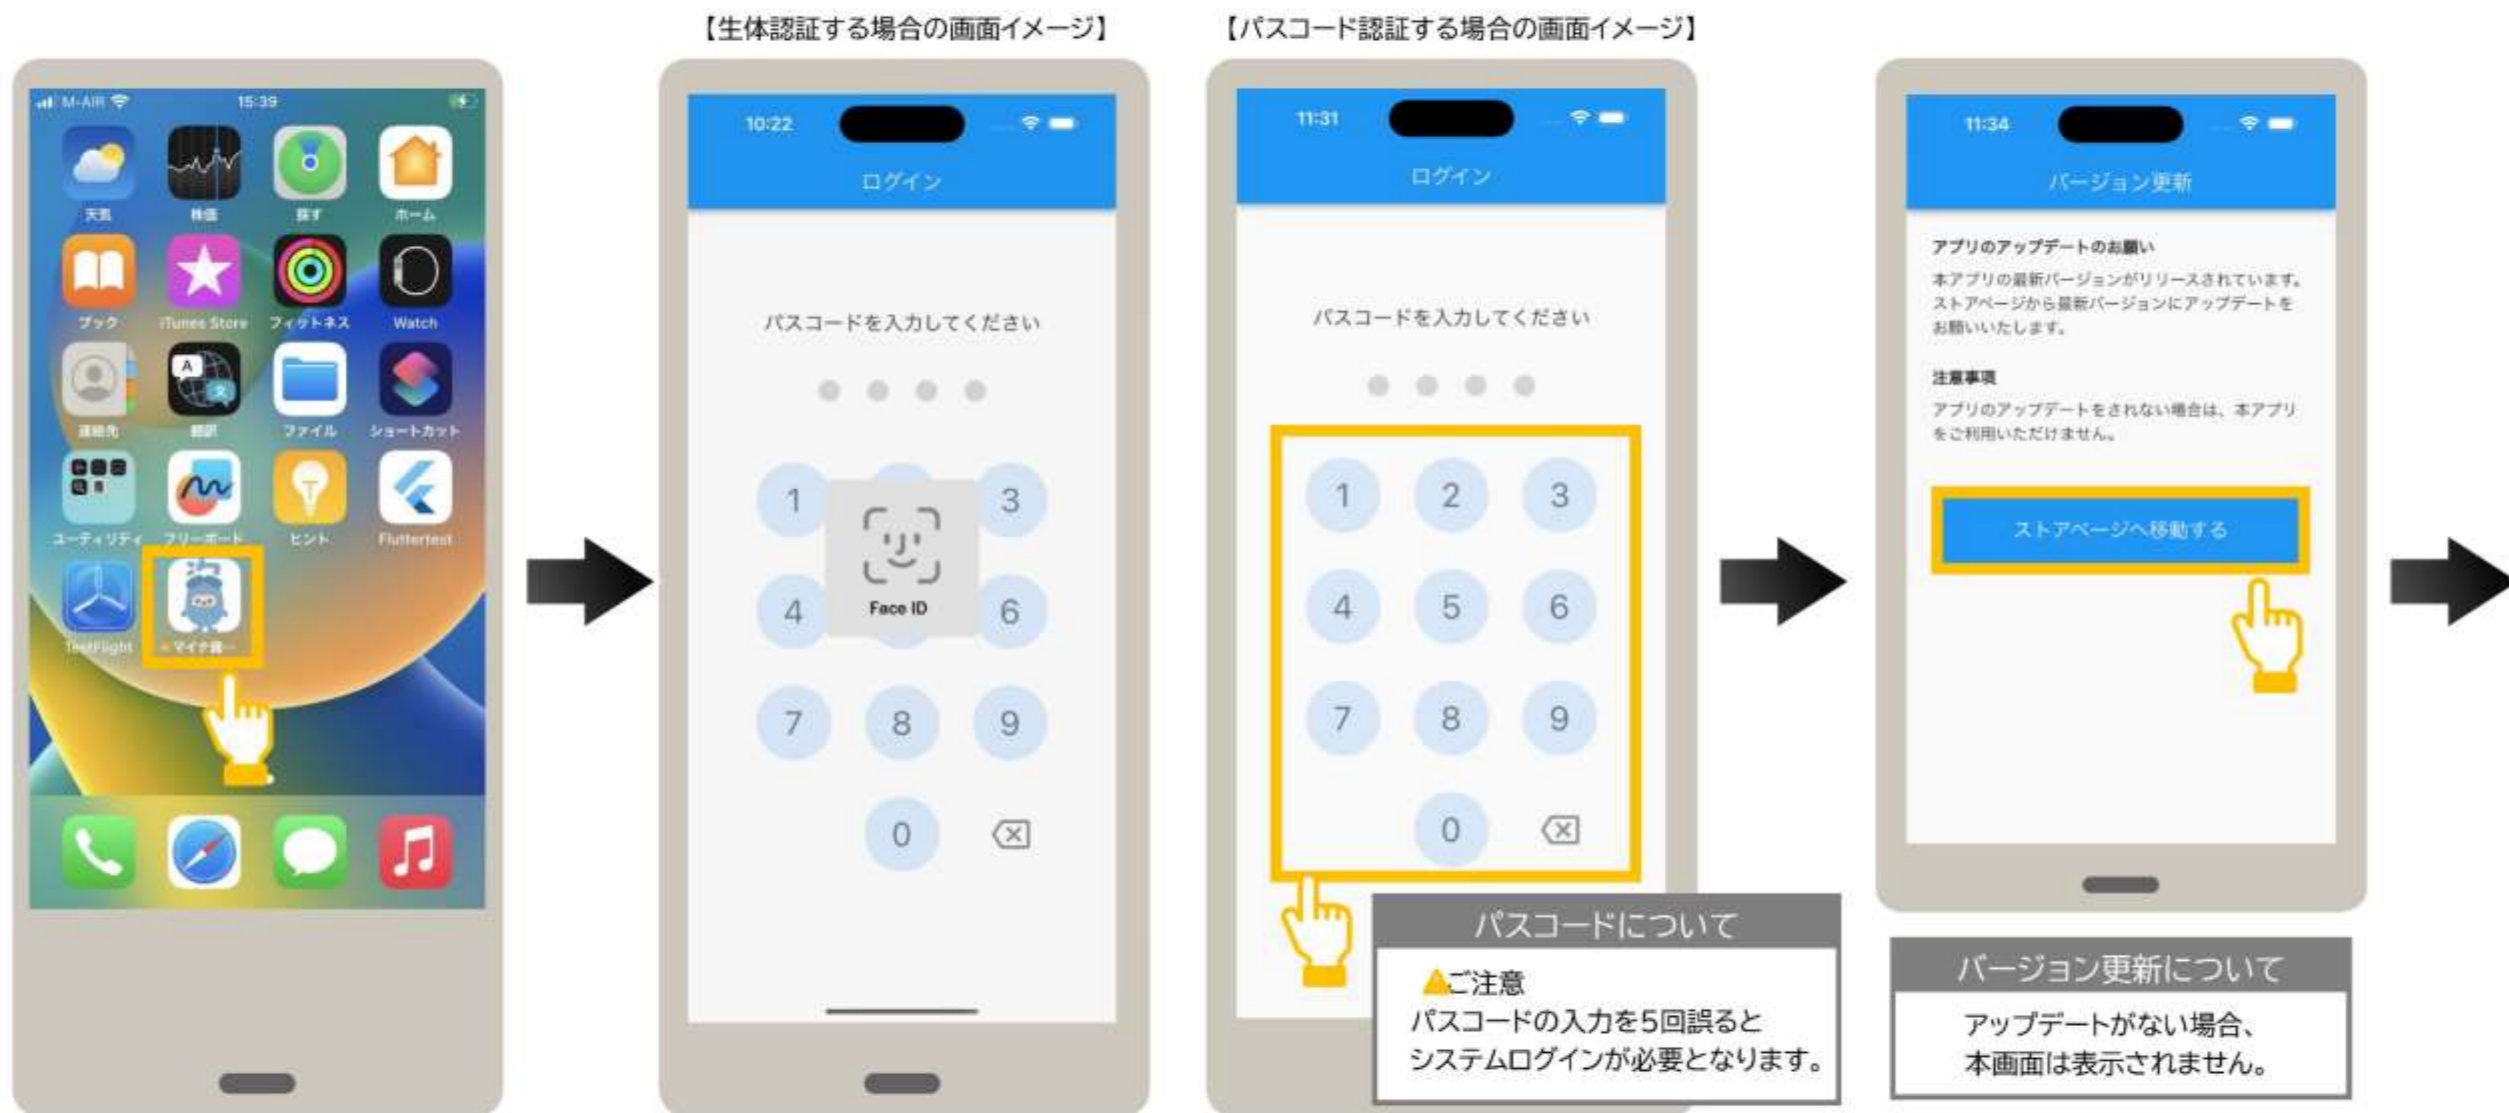 【生体認証する場合の画面イメージ】
【パスコード認証する場合の画面イメージ】
M-AIR
15:39
天気
株価
探す
ホーム
ブック
iTunes Store
フィットネス
Watch
連絡先
翻訳
ファイル
ショートカット
ユーティリティ
フリーボード
ヒント
Fluttertest
TestFlight
マイナ資…
10:22
ログイン
パスコードを入力してください
1
3
4
Face ID
6
7
8
9
0
11:31
ログイン
パスコードを入力してください
1
2
3
4
5
6
7
8
9
0
パスコードについて
ご注意
パスコードの入力を5回誤ると
システムログインが必要となります。
11:34
バージョン更新
アプリのアップデートのお願い
本アプリの最新バージョンがリリースされています。
ストアページから最新バージョンにアップデートを
お願いいたします。
注意事項
アプリのアップデートをされない場合は、本アプリ
をご利用いただけません。
ストアページへ移動する
バージョン更新について
アップデートがない場合、
本画面は表示されません。